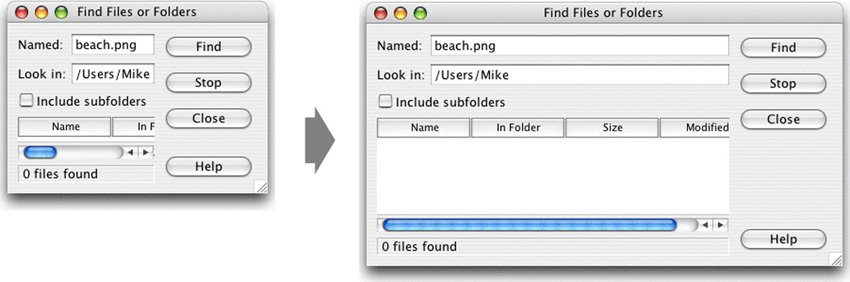 Find Files or Folders
Named: beach.png Find
Look in: /Users/Mike Stop
Include subfolders
Close
Name In F
0 files found
Help
Find Files or Folders
Named: beach.png Find
Look in: /Users/Mike Stop
Include subfolders
Close
Name In Folder Size Modified
0 files found
Help